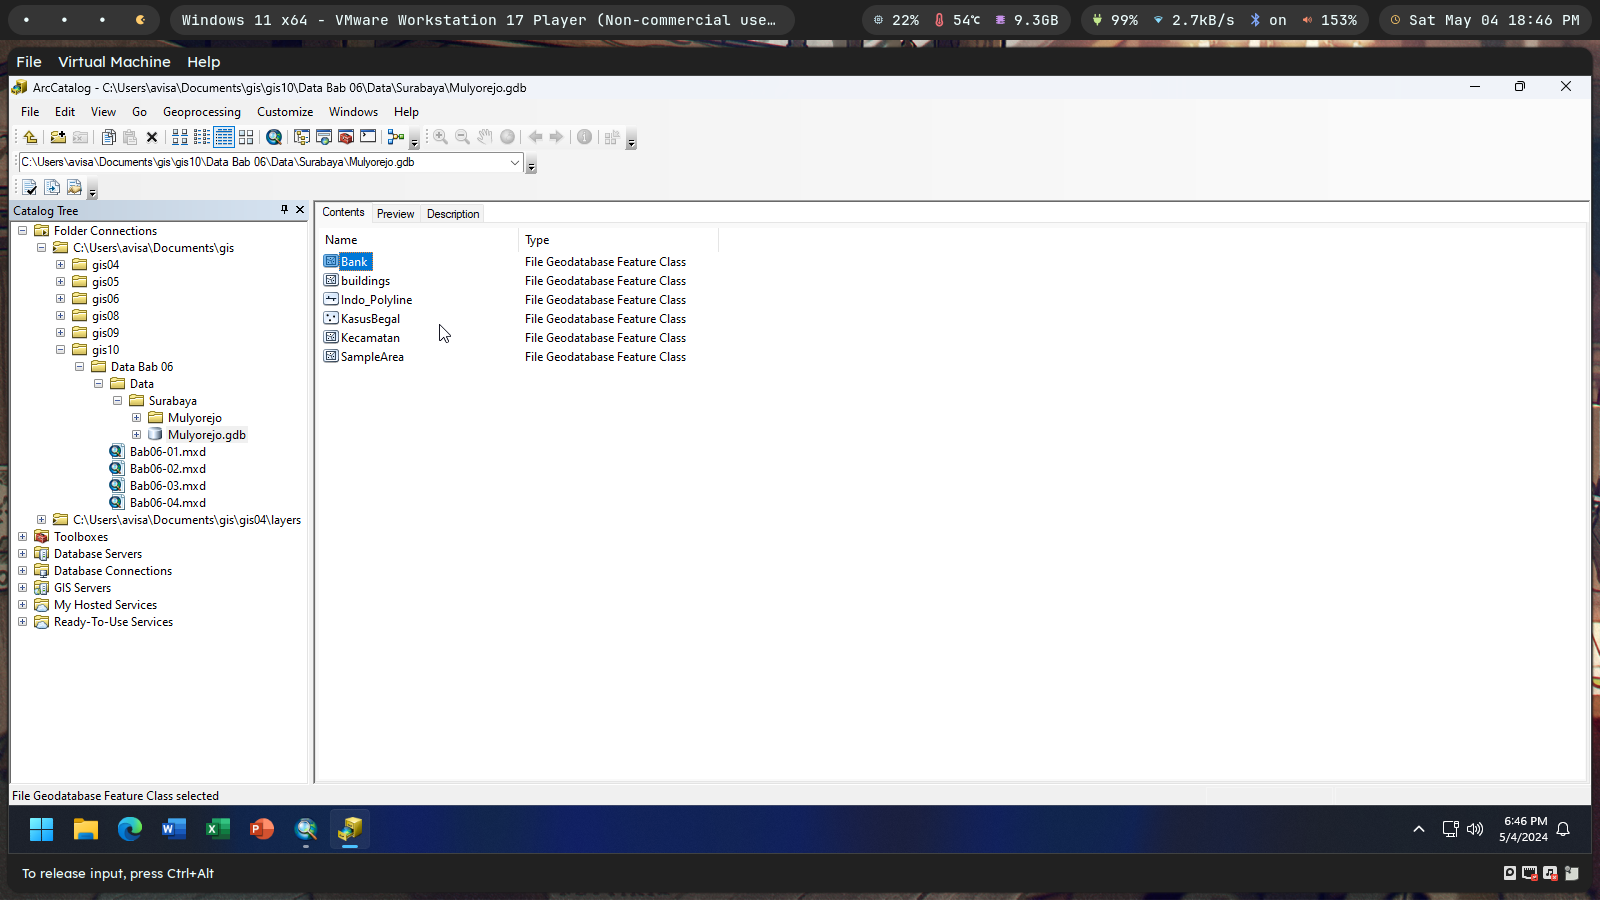 Windows 11 x64 - VMware Workstation 17 Player (Non-commercial use…
22% 54℃ 9.3GB
99% 2.7kB/s on 153%
Sat May 04 18:46 PM
File Virtual Machine Help
ArcCatalog - C:\Users\avisa\Documents\gis\gis10\Data Bab 06\Data\Surabaya\Mulyorejo.gdb
File Edit View Go Geoprocessing Customize Windows Help
C:\Users\avisa\Documents\gis\gis10\Data Bab 06\Data\Surabaya\Mulyorejo.gdb
Catalog Tree
Folder Connections
C:\Users\avisa\Documents\gis
gis04
gis05
gis06
gis08
gis09
gis10
Data Bab 06
Data
Surabaya
Mulyorejo
Mulyorejo.gdb
Bab06-01.mxd
Bab06-02.mxd
Bab06-03.mxd
Bab06-04.mxd
C:\Users\avisa\Documents\gis\gis04\layers
Toolboxes
Database Servers
Database Connections
GIS Servers
My Hosted Services
Ready-To-Use Services
Contents Preview Description
Name Type
Bank File Geodatabase Feature Class
buildings File Geodatabase Feature Class
Indo_Polyline File Geodatabase Feature Class
KasusBegal File Geodatabase Feature Class
Kecamatan File Geodatabase Feature Class
SampleArea File Geodatabase Feature Class
File Geodatabase Feature Class selected
6:46 PM
5/4/2024
To release input, press Ctrl+Alt